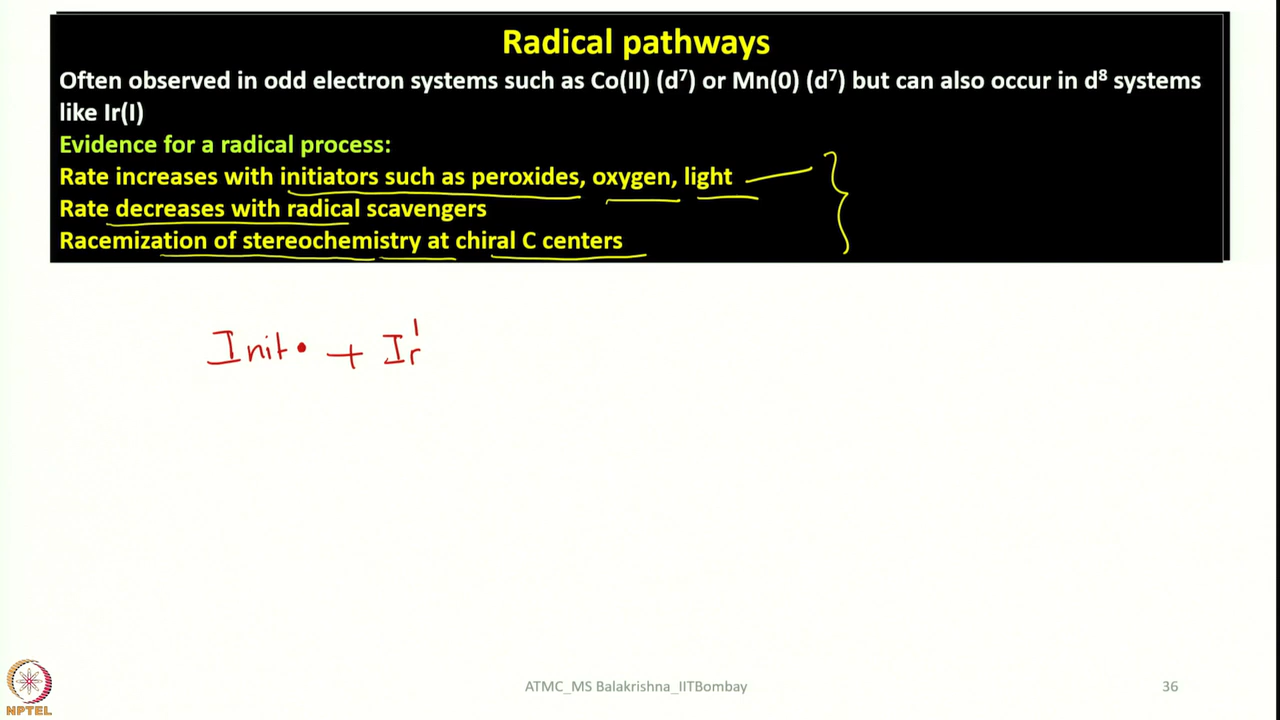 Radical pathways
Often observed in odd electron systems such as Co(II) (d⁷) or Mn(0) (d⁷) but can also occur in d⁸ systems
like Ir(I)
Evidence for a radical process:
Rate increases with initiators such as peroxides, oxygen, light
Rate decreases with radical scavengers
Racemization of stereochemistry at chiral C centers
Init• + Irᴵ
NPTEL
ATMC_MS Balakrishna_IITBombay
36